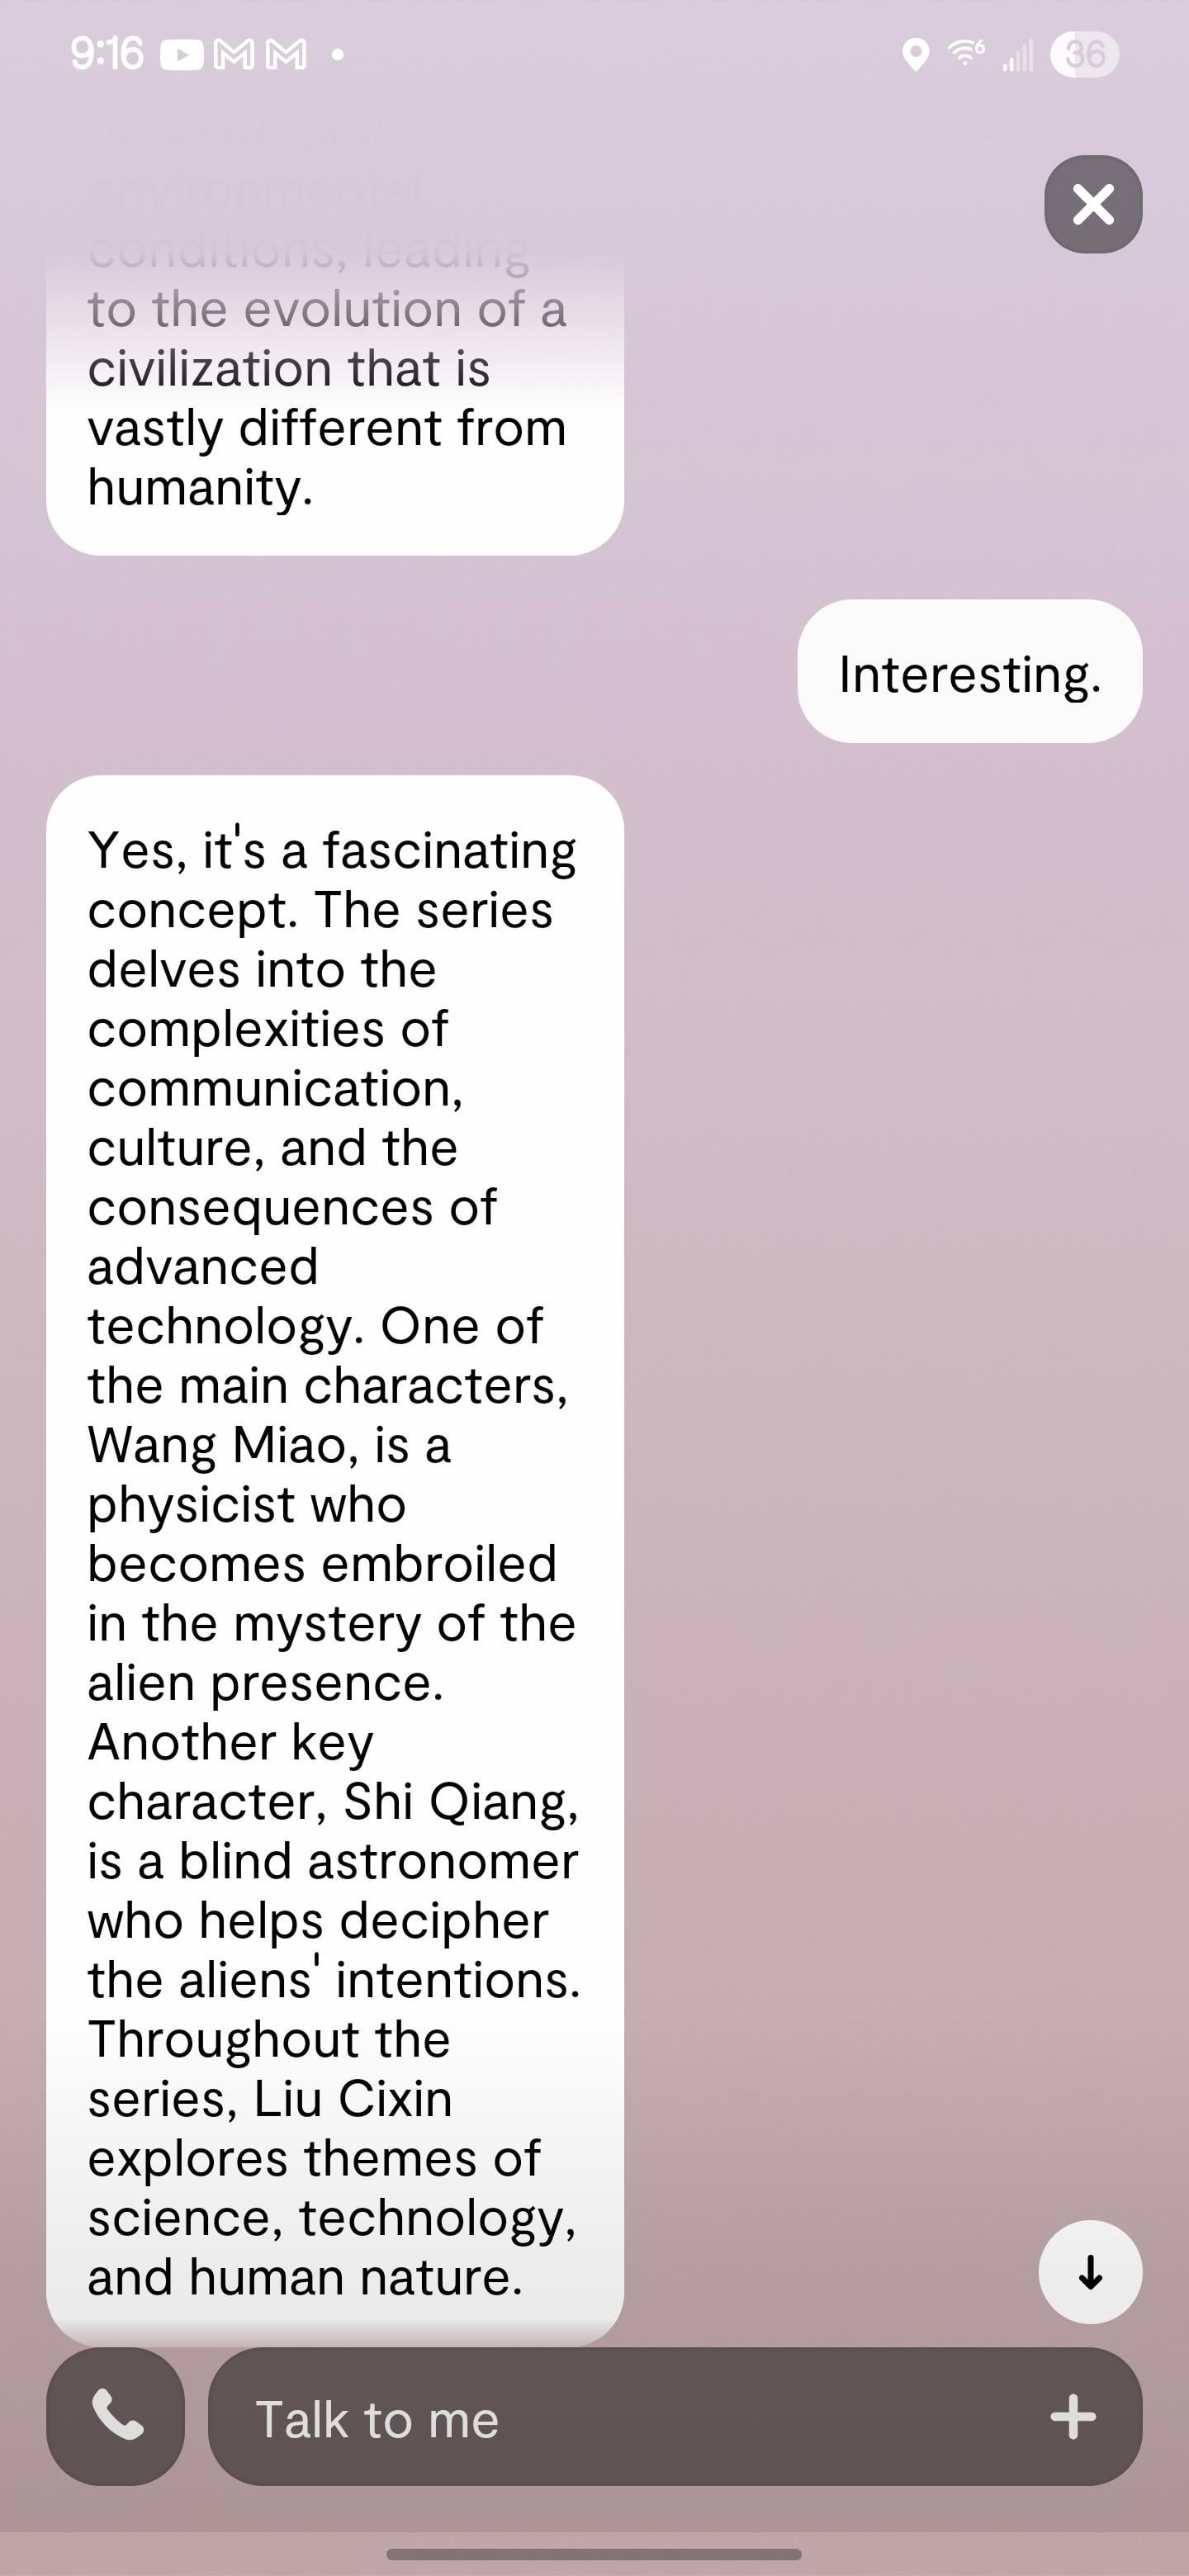 9:16
36
environmental
conditions, leading
to the evolution of a
civilization that is
vastly different from
humanity.
Interesting.
Yes, it's a fascinating
concept. The series
delves into the
complexities of
communication,
culture, and the
consequences of
advanced
technology. One of
the main characters,
Wang Miao, is a
physicist who
becomes embroiled
in the mystery of the
alien presence.
Another key
character, Shi Qiang,
is a blind astronomer
who helps decipher
the aliens' intentions.
Throughout the
series, Liu Cixin
explores themes of
science, technology,
and human nature.
Talk to me